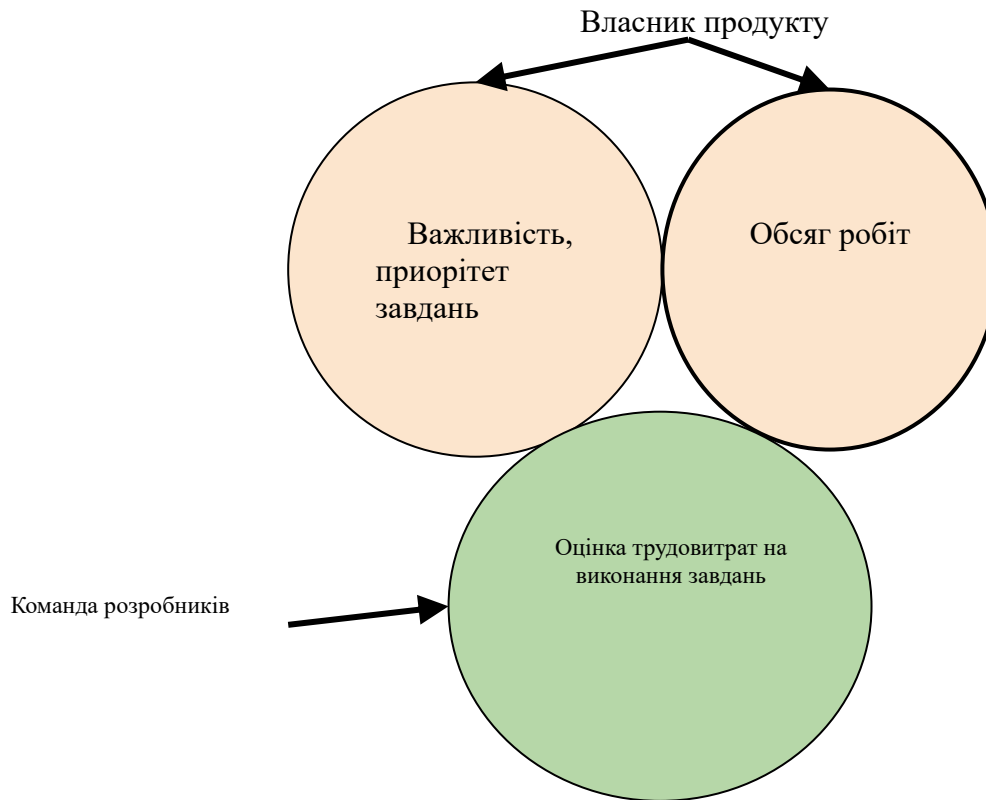 Власник продукту
Важливість,
приорітет
завдань
Обсяг робіт
Оцінка трудовитрат на
виконання завдань
Команда розробників